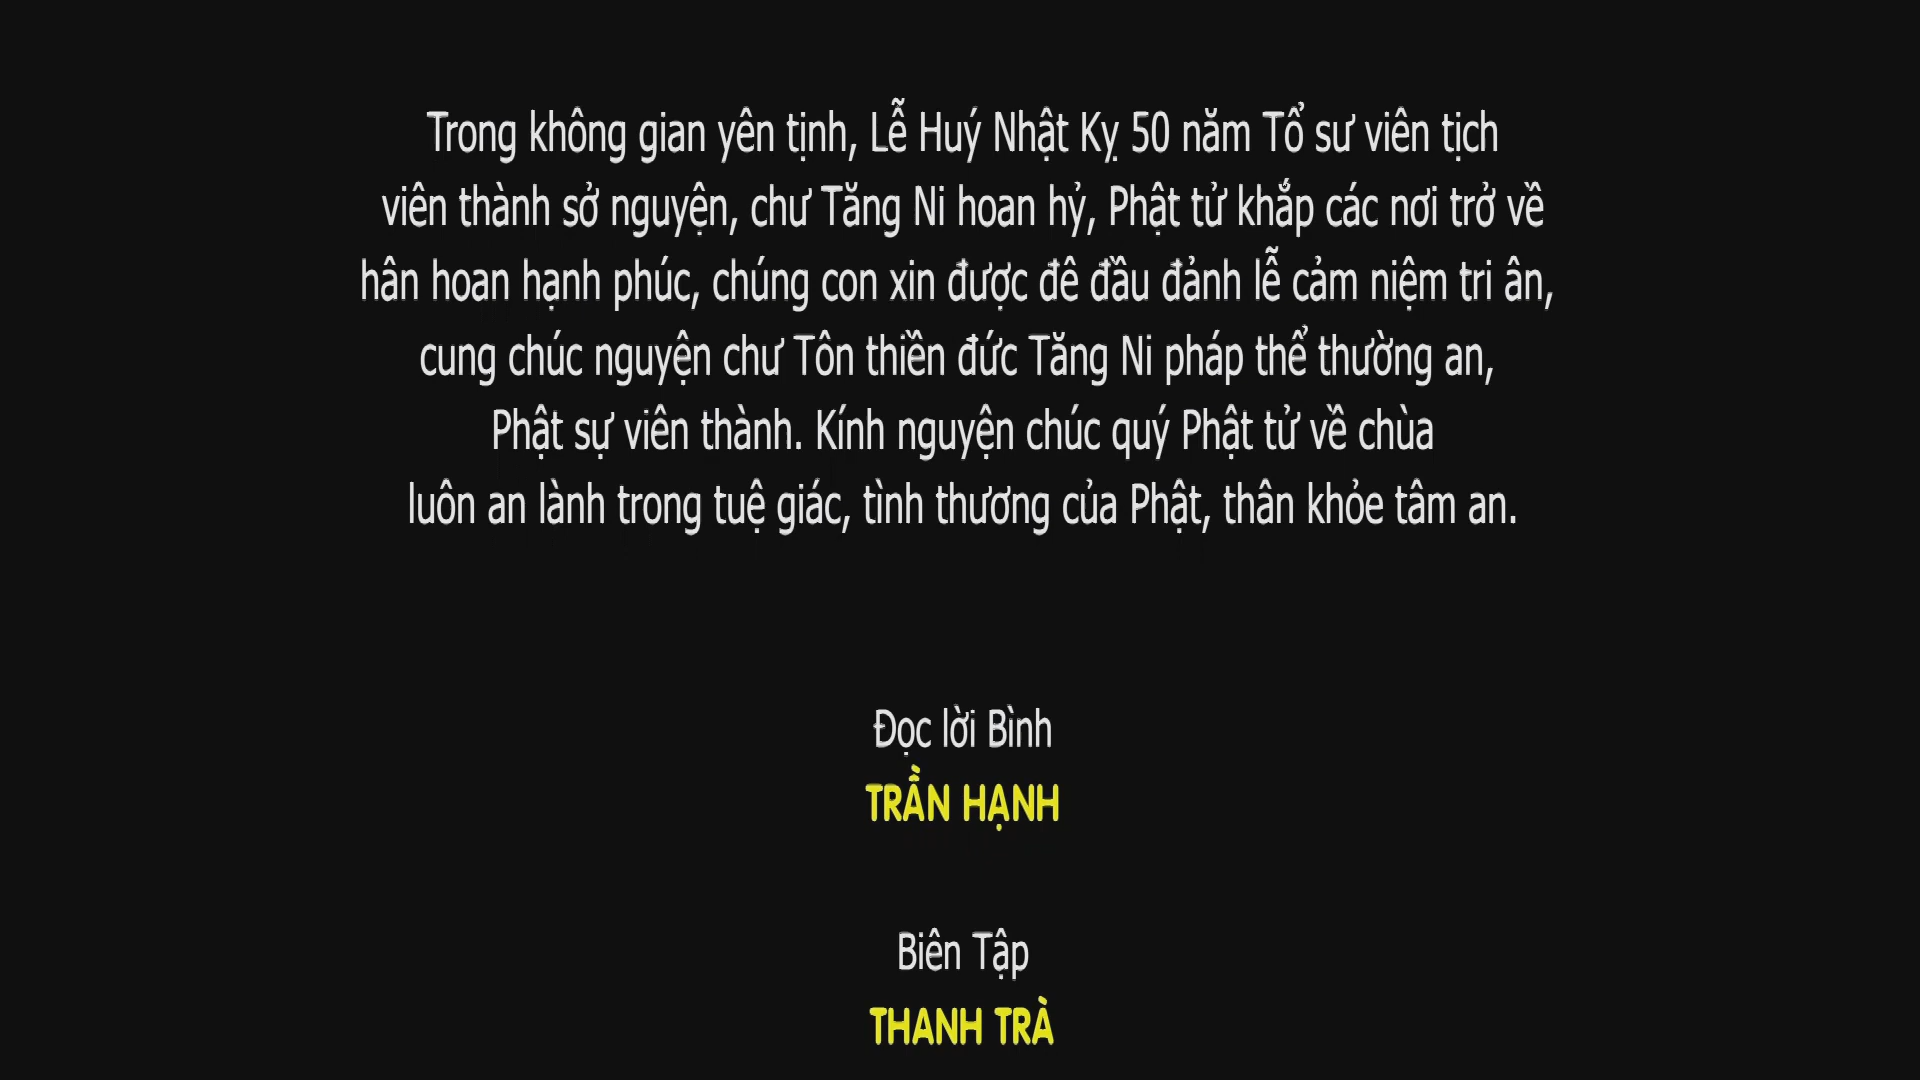 Trong không gian yên tịnh, Lễ Huý Nhật Kỵ 50 năm Tổ sư viên tịch
viên thành sở nguyện, chư Tăng Ni hoan hỷ, Phật tử khắp các nơi trở về
hân hoan hạnh phúc, chúng con xin được đê đầu đảnh lễ cảm niệm tri ân,
cung chúc nguyện chư Tôn thiền đức Tăng Ni pháp thể thường an,
Phật sự viên thành. Kính nguyện chúc quý Phật tử về chùa
luôn an lành trong tuệ giác, tình thương của Phật, thân khỏe tâm an.
Đọc lời Bình
TRẦN HẠNH
Biên Tập
THANH TRÀ